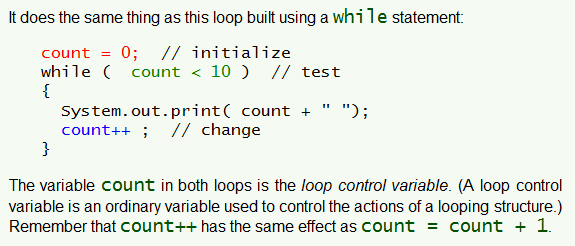 It does the same thing as this loop built using a while statement:
count = 0;  // initialize
while (  count < 10 )  // test
{
  System.out.print( count + " ");
  count++ ;  // change
}
The variable count in both loops is the loop control variable. (A loop control
variable is an ordinary variable used to control the actions of a looping structure.)
Remember that count++ has the same effect as count = count + 1.